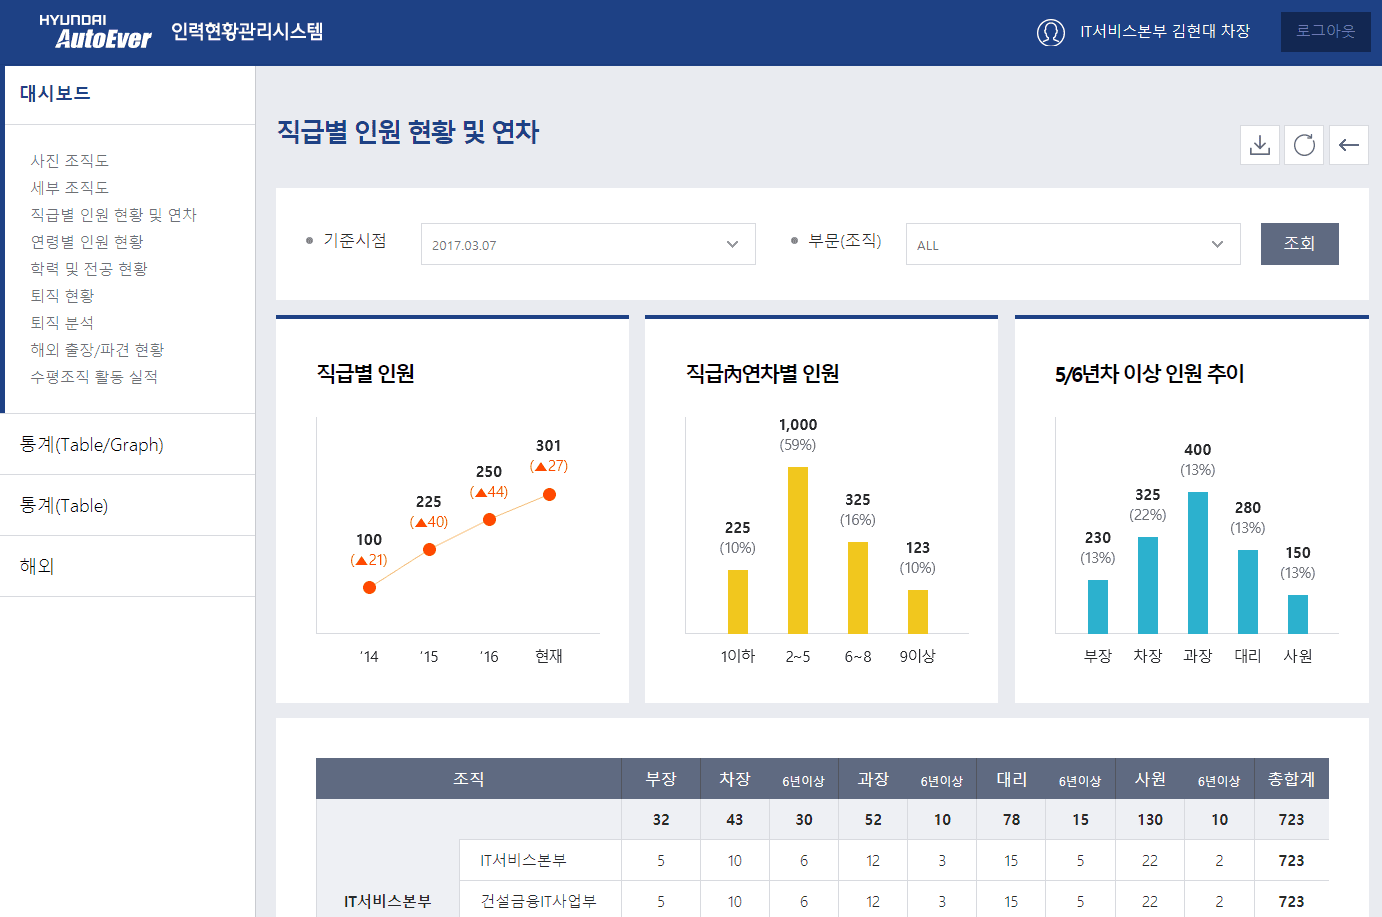 HYUNDAI
AutoEver 인력현황관리시스템
IT서비스본부 김현대 차장
로그아웃
대시보드
사진 조직도
세부 조직도
직급별 인원 현황 및 연차
연령별 인원 현황
학력 및 전공 현황
퇴직 현황
퇴직 분석
해외 출장/파견 현황
수평조직 활동 실적
통계(Table/Graph)
통계(Table)
해외
직급별 인원 현황 및 연차
기준시점 2017.03.07 부문(조직) ALL 조회
직급별 인원
100
(▲21)
225
(▲40)
250
(▲44)
301
(▲27)
‘14 ‘15 ‘16 현재
직급內연차별 인원
225
(10%)
1,000
(59%)
325
(16%)
123
(10%)
1이하 2~5 6~8 9이상
5/6년차 이상 인원 추이
230
(13%)
325
(22%)
400
(13%)
280
(13%)
150
(13%)
부장 차장 과장 대리 사원
조직 부장 차장 6년이상 과장 6년이상 대리 6년이상 사원 6년이상 총합계
32 43 30 52 10 78 15 130 10 723
IT서비스본부 5 10 6 12 3 15 5 22 2 723
IT서비스본부 건설금융IT사업부 5 10 6 12 3 15 5 22 2 723